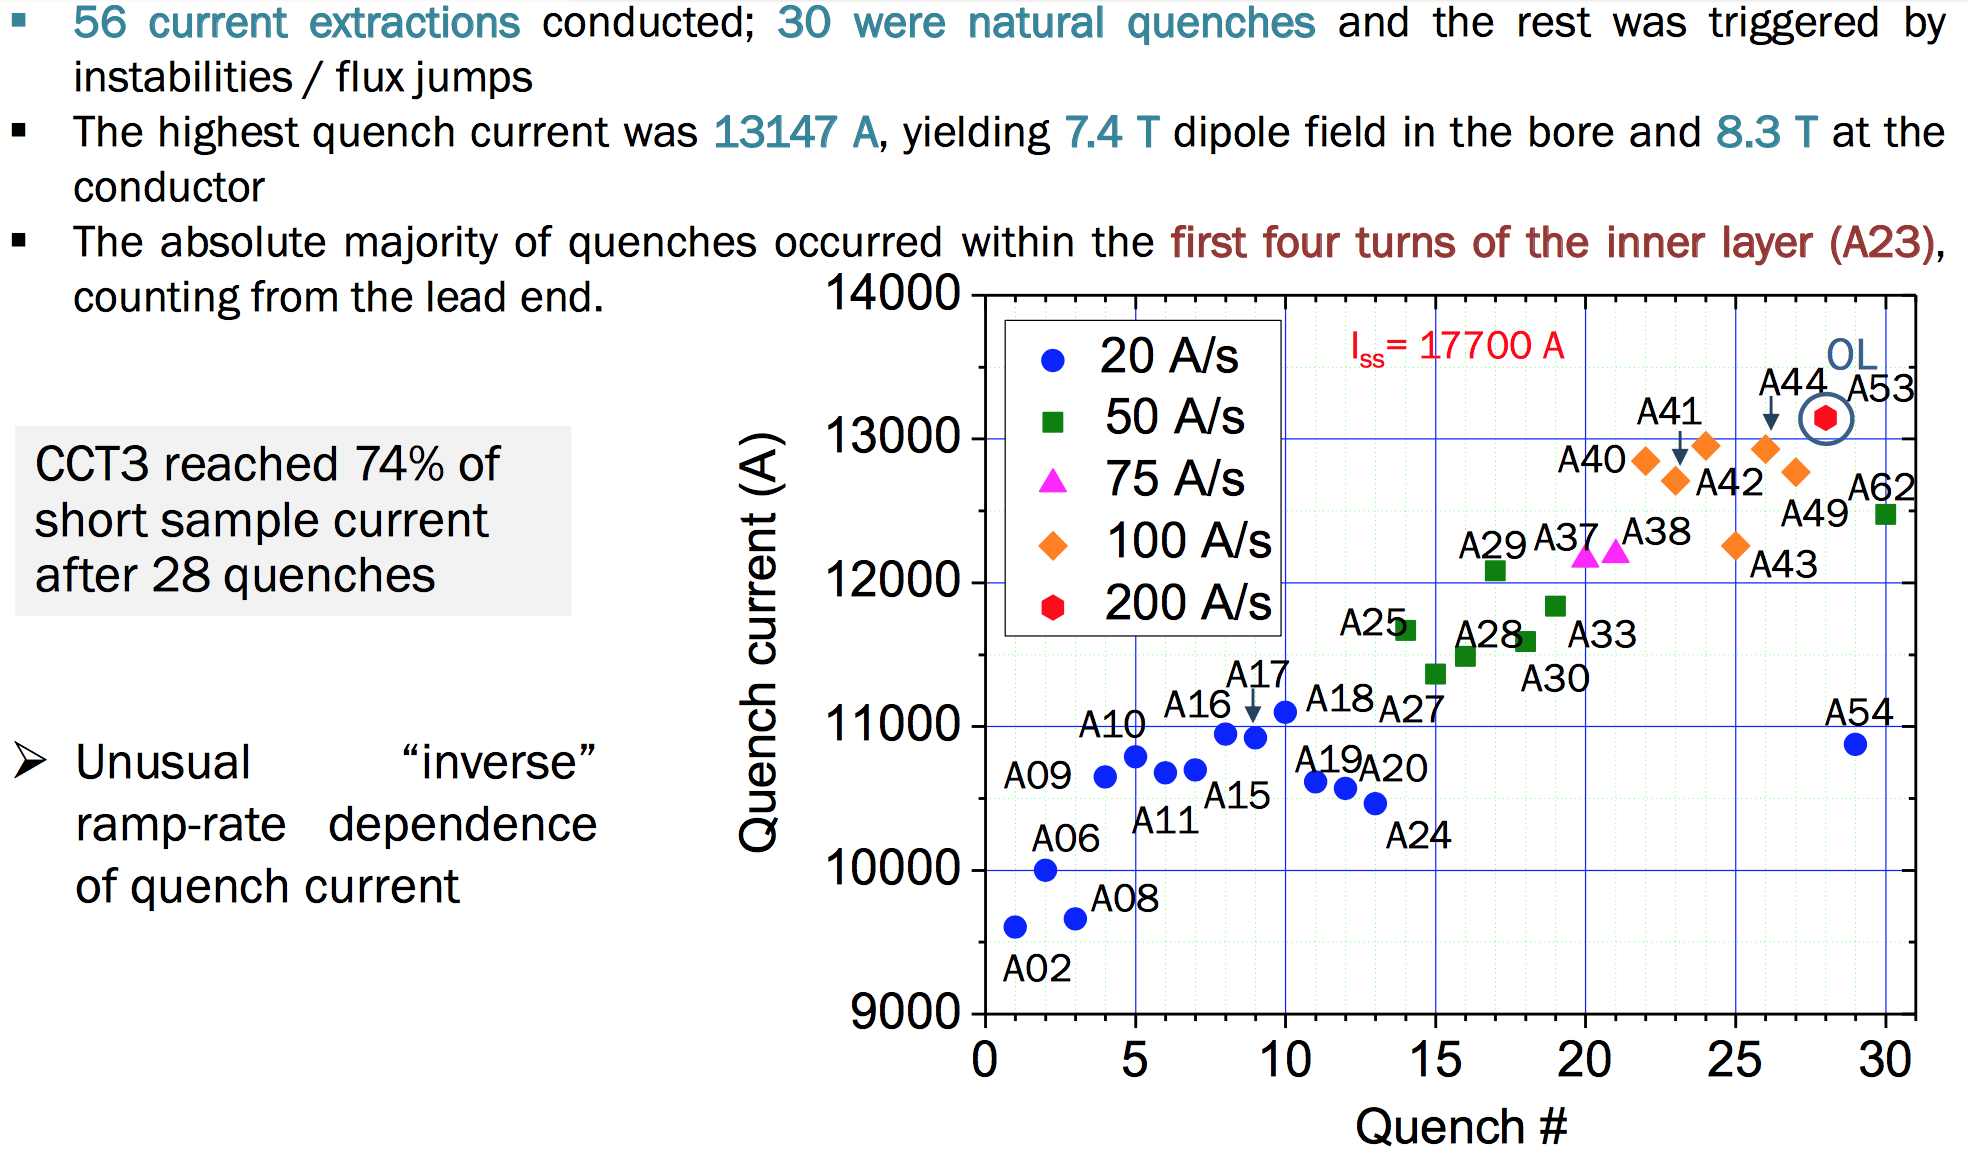 ▪ 56 current extractions conducted; 30 were natural quenches and the rest was triggered by
instabilities / flux jumps
▪ The highest quench current was 13147 A, yielding 7.4 T dipole field in the bore and 8.3 T at the
conductor
▪ The absolute majority of quenches occurred within the first four turns of the inner layer (A23),
counting from the lead end.
CCT3 reached 74% of
short sample current
after 28 quenches
➢ Unusual “inverse”
ramp-rate dependence
of quench current
Quench current (A)
14000
13000
12000
11000
10000
9000
20 A/s
50 A/s
75 A/s
100 A/s
200 A/s
Iss= 17700 A
OL
A02
A06
A08
A09
A10
A11
A15
A16
A17
A18
A19
A20
A24
A25
A27
A28
A29
A30
A33
A37
A38
A40
A41
A42
A43
A44
A49
A53
A54
A62
0 5 10 15 20 25 30
Quench #